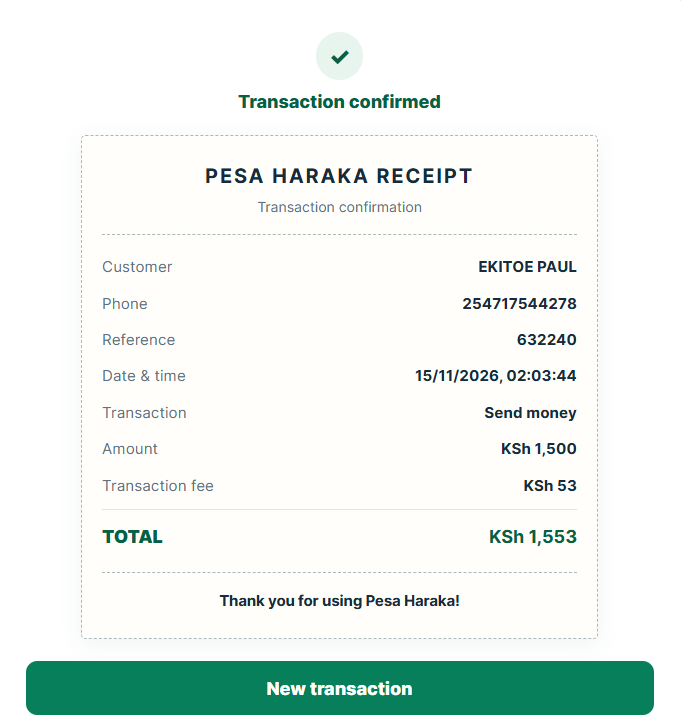 Transaction confirmed
PESA HARAKA RECEIPT
Transaction confirmation
Customer EKITOE PAUL
Phone 254717544278
Reference 632240
Date & time 15/11/2026, 02:03:44
Transaction Send money
Amount KSh 1,500
Transaction fee KSh 53
TOTAL KSh 1,553
Thank you for using Pesa Haraka!
New transaction